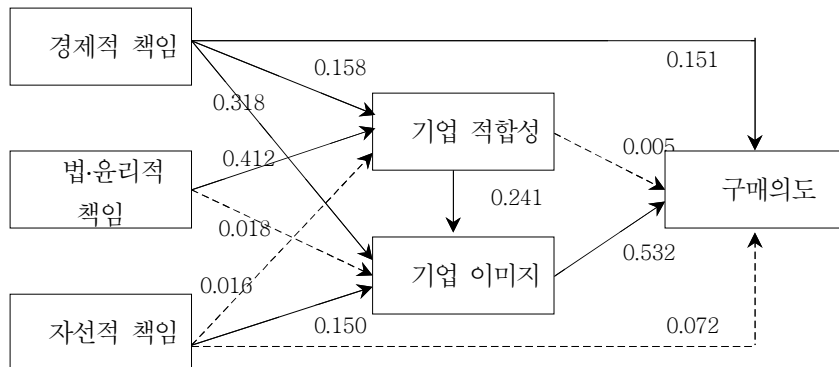 경제적 책임
0.151
0.158
0.318
기업 적합성
0.005
법·윤리적
책임
0.412
구매의도
0.241
0.018
기업 이미지
0.532
0.016
자선적 책임
0.150
0.072